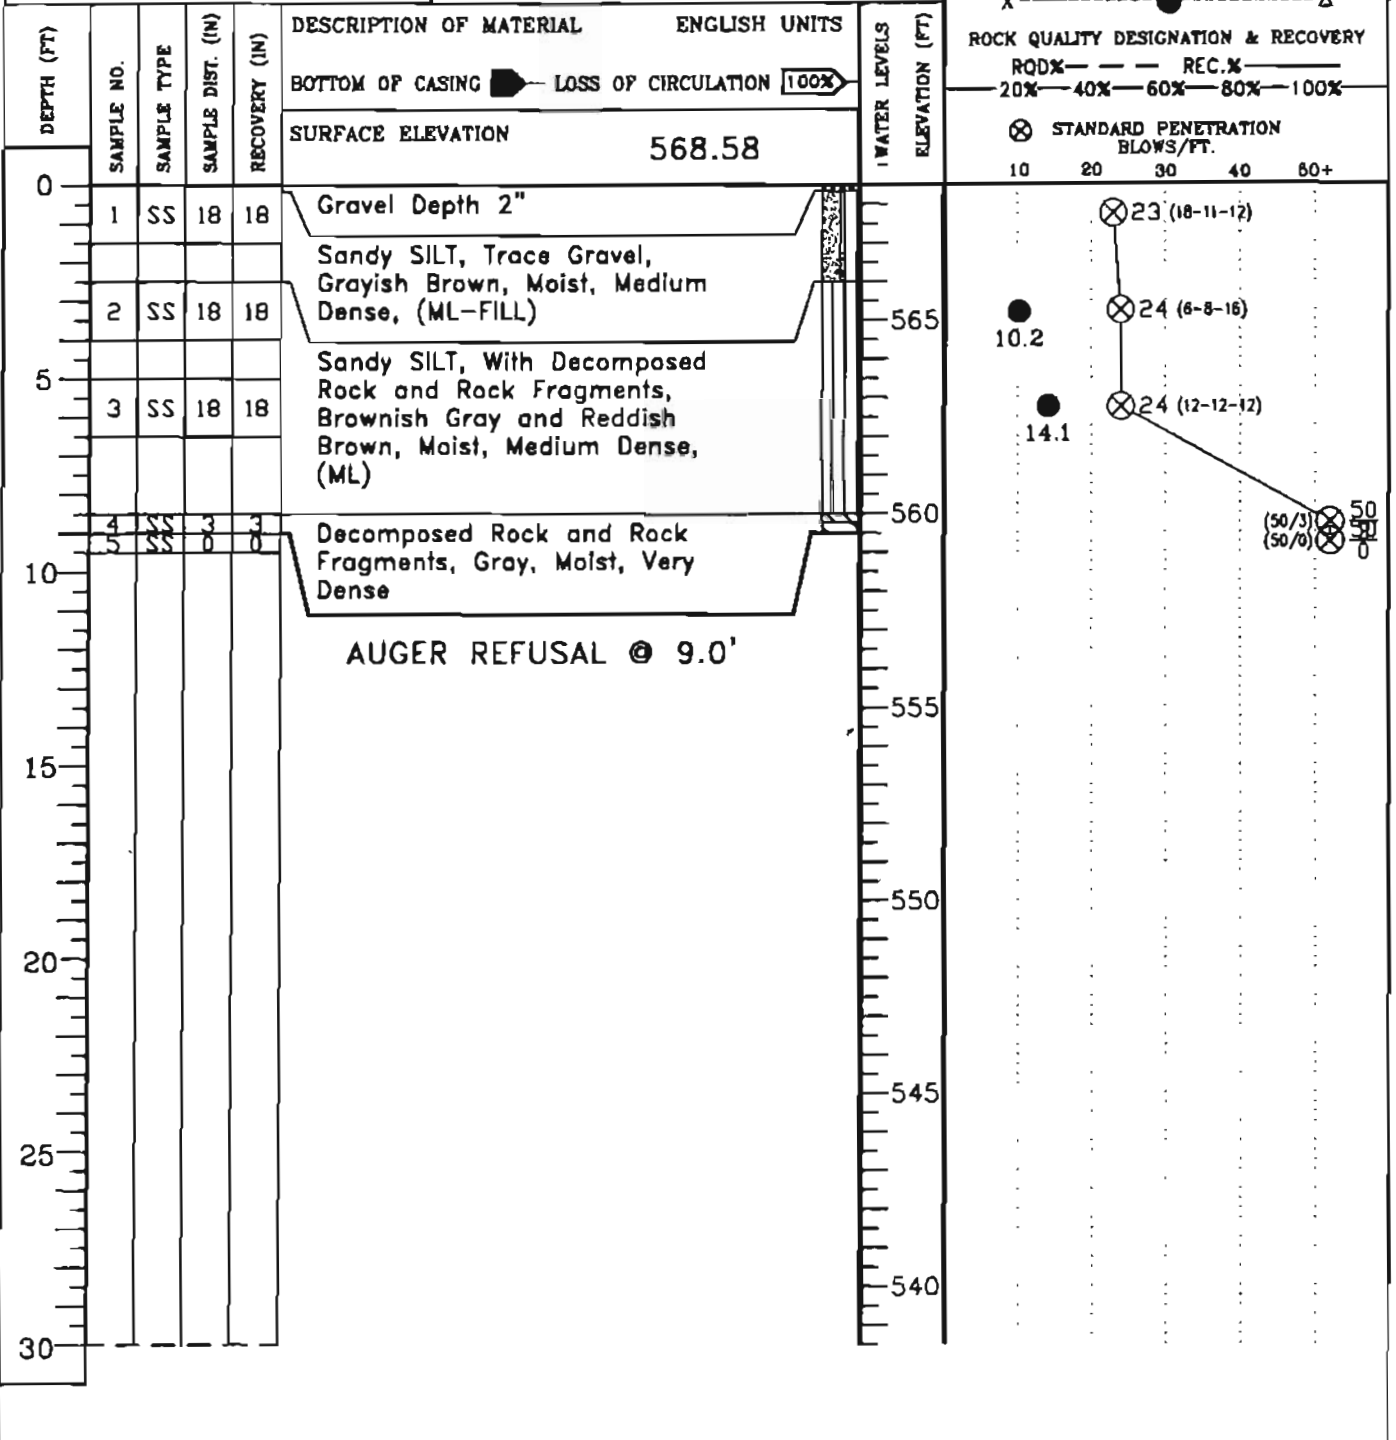 DEPTH (FT)
SAMPLE NO.
SAMPLE TYPE
SAMPLE DIST. (IN)
RECOVERY (IN)
DESCRIPTION OF MATERIAL ENGLISH UNITS
BOTTOM OF CASING LOSS OF CIRCULATION 100%
SURFACE ELEVATION 568.58
WATER LEVELS
ELEVATION (FT)
ROCK QUALITY DESIGNATION & RECOVERY
RQD% REC.%
20% 40% 60% 80% 100%
STANDARD PENETRATION
BLOWS/FT.
10 20 30 40 50+
0
1 SS 18 18 Gravel Depth 2" 23 (18-11-12)
Sandy SILT, Trace Gravel,
Grayish Brown, Moist, Medium
2 SS 18 18 Dense, (ML-FILL) 565 24 (6-8-16)
10.2
Sandy SILT, With Decomposed
5 Rock and Rock Fragments,
3 SS 18 18 Brownish Gray and Reddish 24 (12-12-12)
14.1
Brown, Moist, Medium Dense,
(ML)
560
4 SS 3 3 (50/3) 50
Decomposed Rock and Rock
5 SS 0 0 (50/0) 0
10 Fragments, Gray, Moist, Very
Dense
AUGER REFUSAL @ 9.0'
555
15
550
20
545
25
540
30